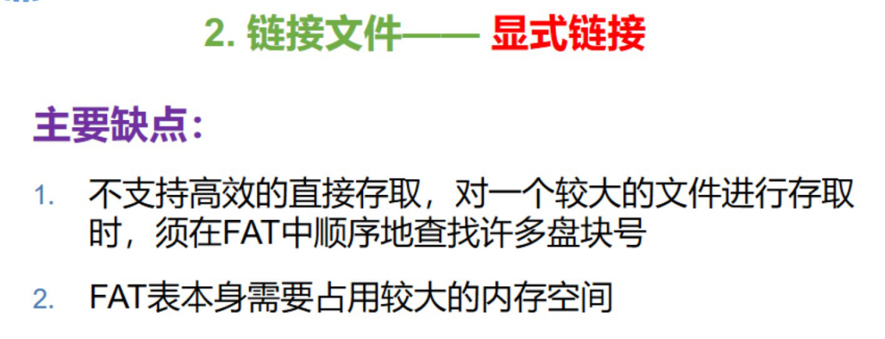 2. 链接文件—— 显式链接
主要缺点：
1. 不支持高效的直接存取，对一个较大的文件进行存取
时，须在FAT中顺序地查找许多盘块号
2. FAT表本身需要占用较大的内存空间